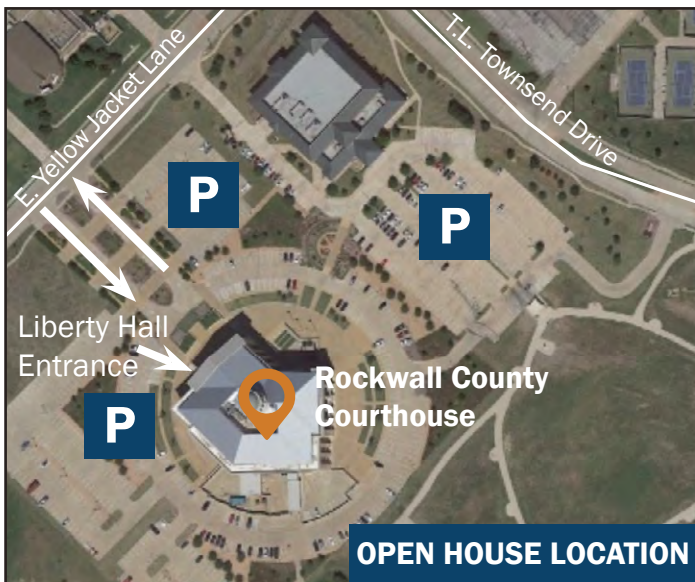 E. Yellow Jacket Lane
T.L. Townsend Drive
P
P
Liberty Hall
Entrance
Rockwall County
Courthouse
P
OPEN HOUSE LOCATION